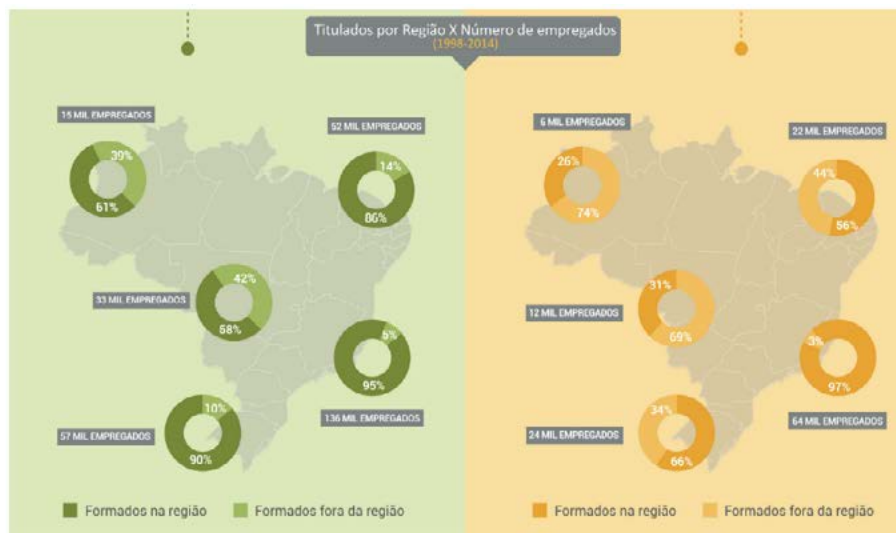 Titulados por Região X Número de empregados
(1998-2014)
15 MIL EMPREGADOS
39%
61%
52 MIL EMPREGADOS
14%
86%
33 MIL EMPREGADOS
42%
58%
5%
95%
136 MIL EMPREGADOS
57 MIL EMPREGADOS
10%
90%
Formados na região
Formados fora da região
6 MIL EMPREGADOS
26%
74%
22 MIL EMPREGADOS
44%
56%
12 MIL EMPREGADOS
31%
69%
3%
97%
64 MIL EMPREGADOS
24 MIL EMPREGADOS
34%
66%
Formados na região
Formados fora da região